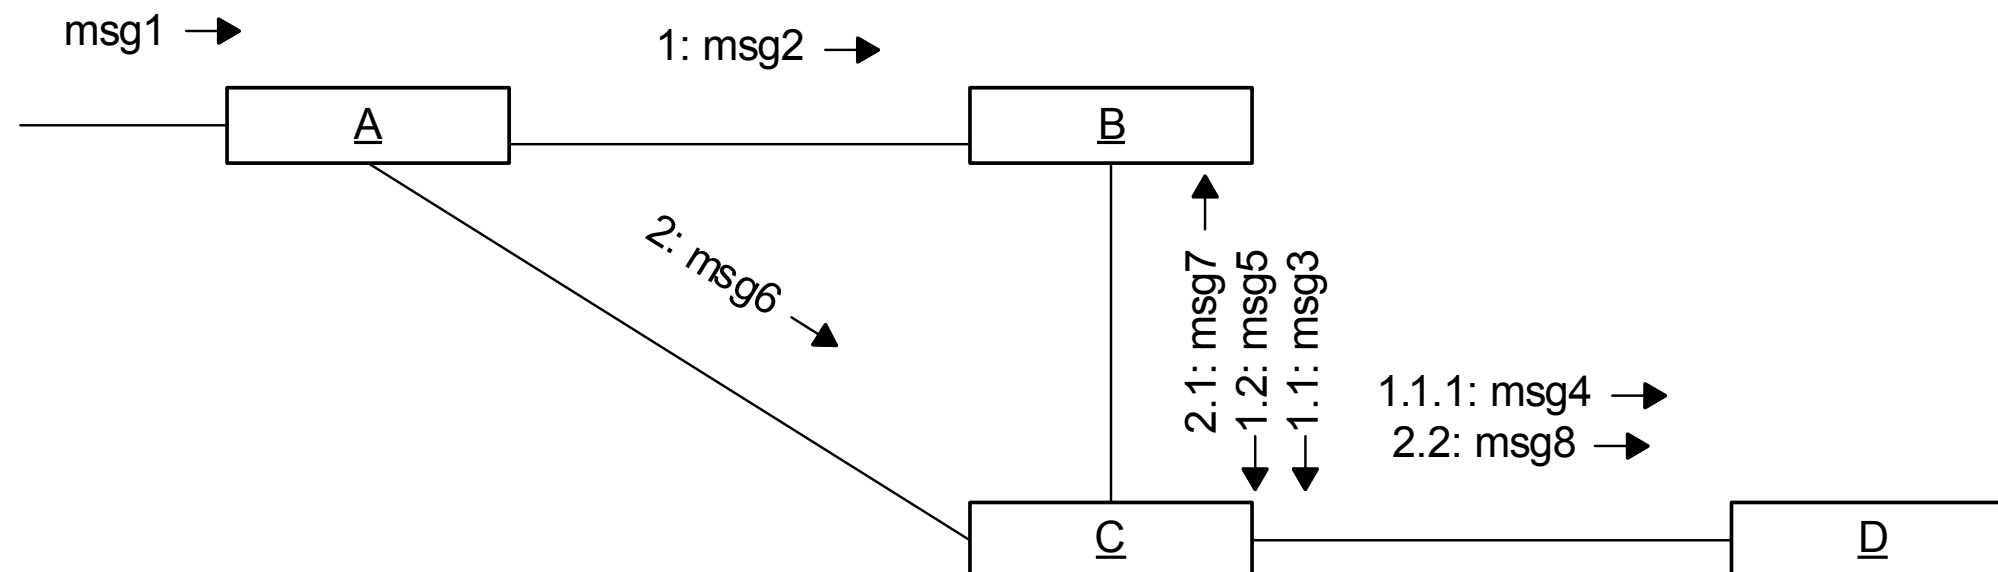 msg1
1: msg2
A
B
2: msg6
2.1: msg7
1.2: msg5
1.1: msg3
1.1.1: msg4
2.2: msg8
C
D